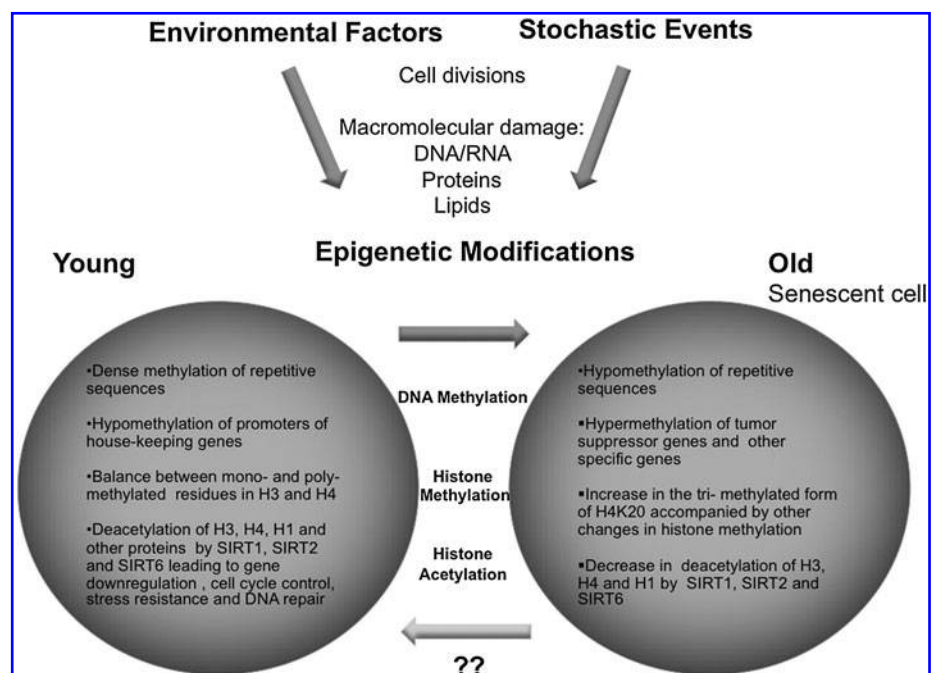 Environmental Factors
Stochastic Events
Cell divisions
Macromolecular damage:
DNA/RNA
Proteins
Lipids
Epigenetic Modifications
Young
Old
Senescent cell
•Dense methylation of repetitive
sequences
•Hypomethylation of promoters of
house-keeping genes
•Balance between mono- and poly-
methylated residues in H3 and H4
•Deacetylation of H3, H4, H1 and
other proteins by SIRT1, SIRT2
and SIRT6 leading to gene
downregulation , cell cycle control,
stress resistance and DNA repair
DNA Methylation
Histone
Methylation
Histone
Acetylation
•Hypomethylation of repetitive
sequences
▪Hypermethylation of tumor
suppressor genes and other
specific genes
▪Increase in the tri- methylated form
of H4K20 accompanied by other
changes in histone methylation
▪Decrease in deacetylation of H3,
H4 and H1 by SIRT1, SIRT2 and
SIRT6
??